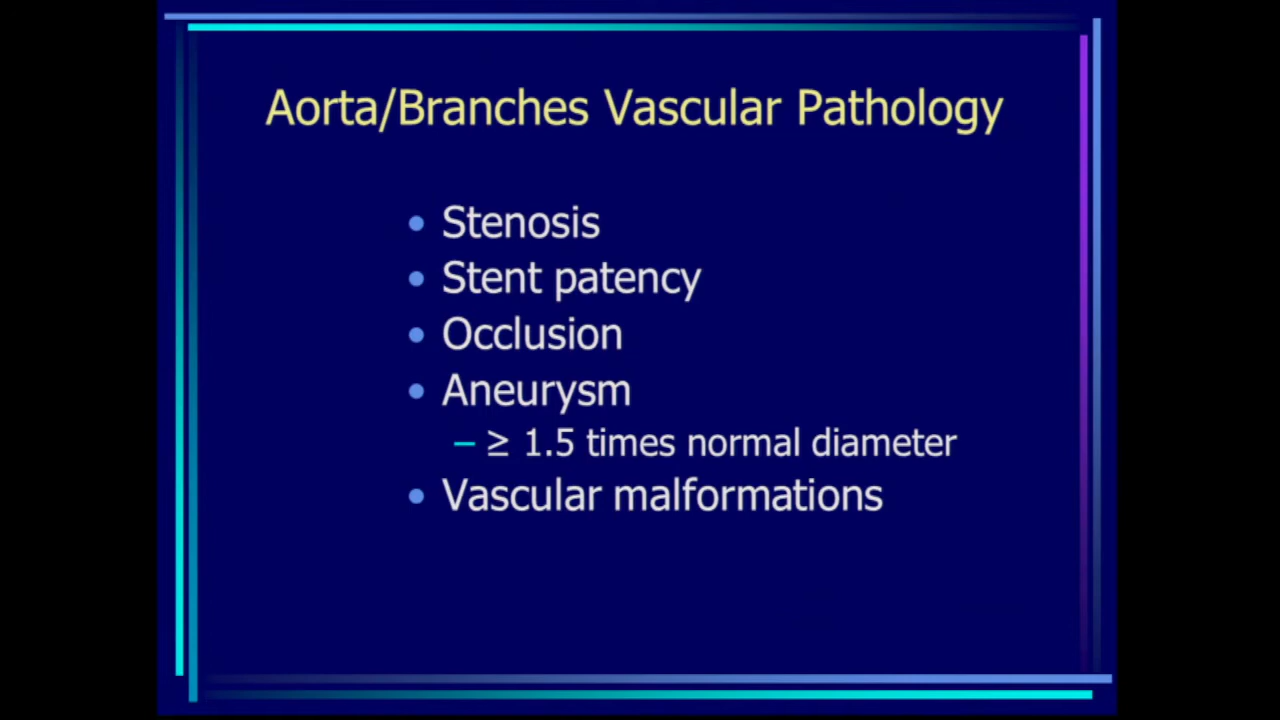 Aorta/Branches Vascular Pathology
• Stenosis
• Stent patency
• Occlusion
• Aneurysm
– ≥ 1.5 times normal diameter
• Vascular malformations